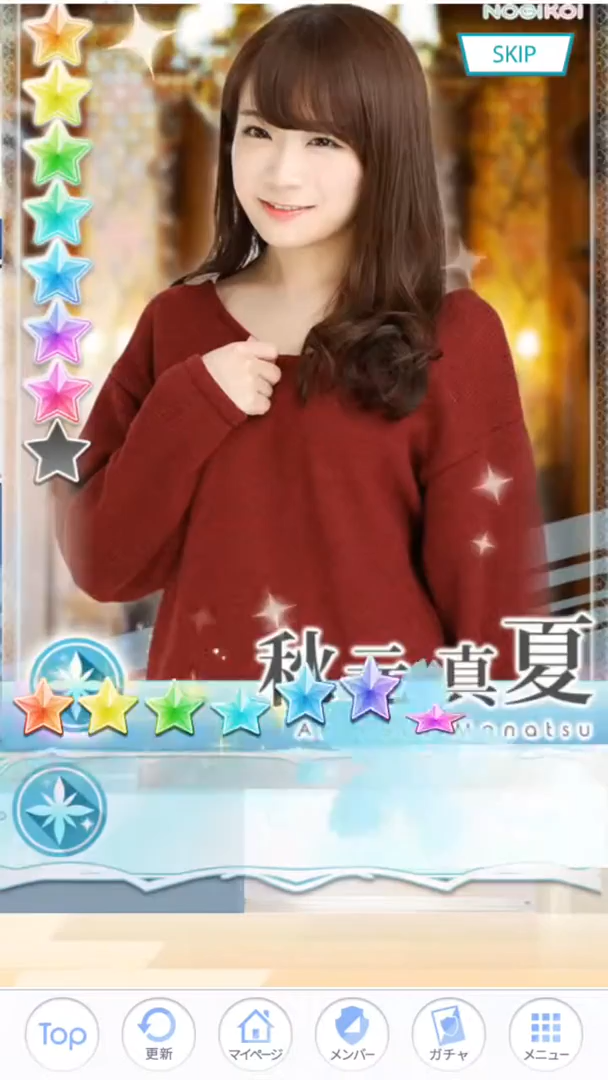 NOGIKOI
SKIP
秋元 真夏
Manatsu
Top
更新
マイページ
メンバー
ガチャ
メニュー